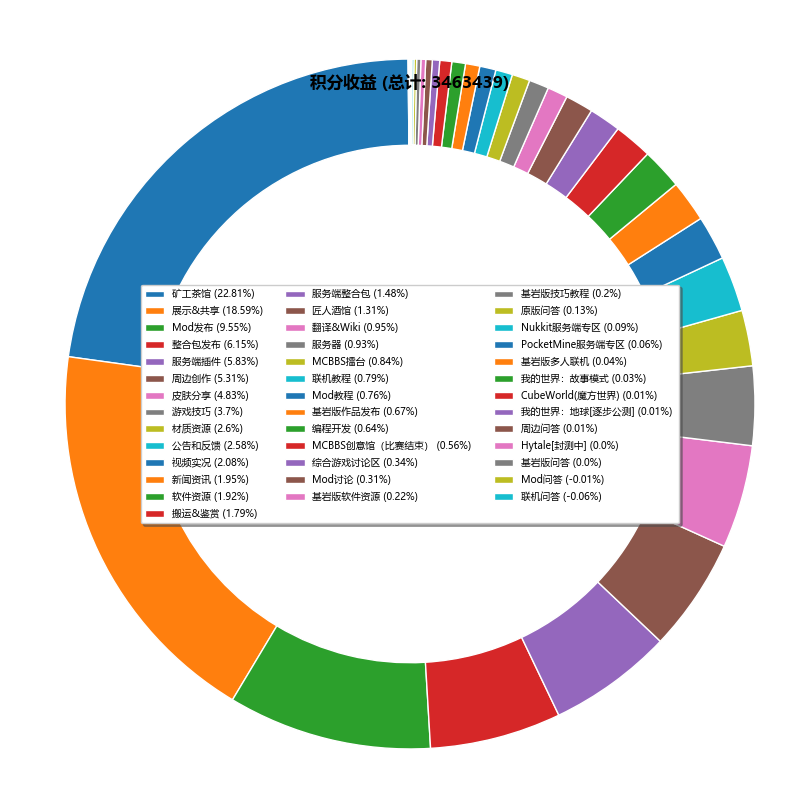 积分收益 (总计: 3463439)
矿工茶馆 (22.81%)
展示&共享 (18.59%)
Mod发布 (9.55%)
整合包发布 (6.15%)
服务端插件 (5.83%)
周边创作 (5.31%)
皮肤分享 (4.83%)
游戏技巧 (3.7%)
材质资源 (2.6%)
公告和反馈 (2.58%)
视频实况 (2.08%)
新闻资讯 (1.95%)
软件资源 (1.92%)
搬运&鉴赏 (1.79%)
服务端整合包 (1.48%)
匠人酒馆 (1.31%)
翻译&Wiki (0.95%)
服务器 (0.93%)
MCBBS擂台 (0.84%)
联机教程 (0.79%)
Mod教程 (0.76%)
基岩版作品发布 (0.67%)
编程开发 (0.64%)
MCBBS创意馆（比赛结束） (0.56%)
综合游戏讨论区 (0.34%)
Mod讨论 (0.31%)
基岩版软件资源 (0.22%)
基岩版技巧教程 (0.2%)
原版问答 (0.13%)
Nukkit服务端专区 (0.09%)
PocketMine服务端专区 (0.06%)
基岩版多人联机 (0.04%)
我的世界：故事模式 (0.03%)
CubeWorld(魔方世界) (0.01%)
我的世界：地球[逐步公测] (0.01%)
周边问答 (0.01%)
Hytale[封测中] (0.0%)
基岩版问答 (0.0%)
Mod问答 (-0.01%)
联机问答 (-0.06%)